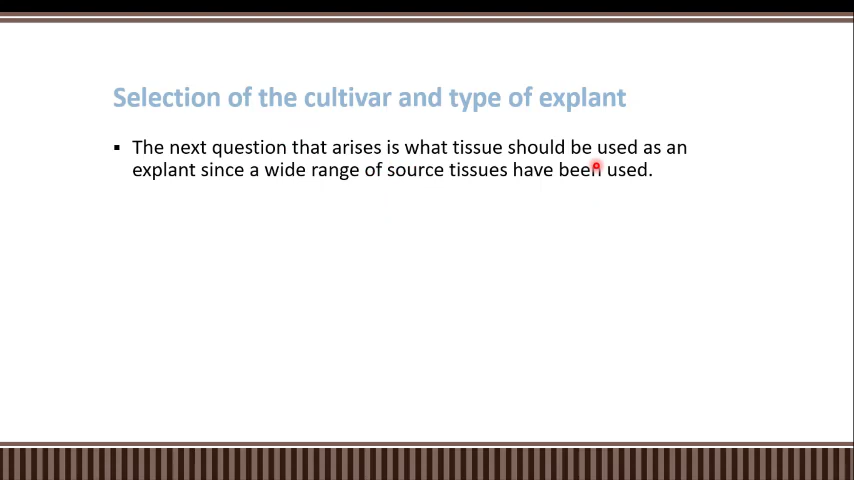 Selection of the cultivar and type of explant
▪ The next question that arises is what tissue should be used as an
explant since a wide range of source tissues have been used.